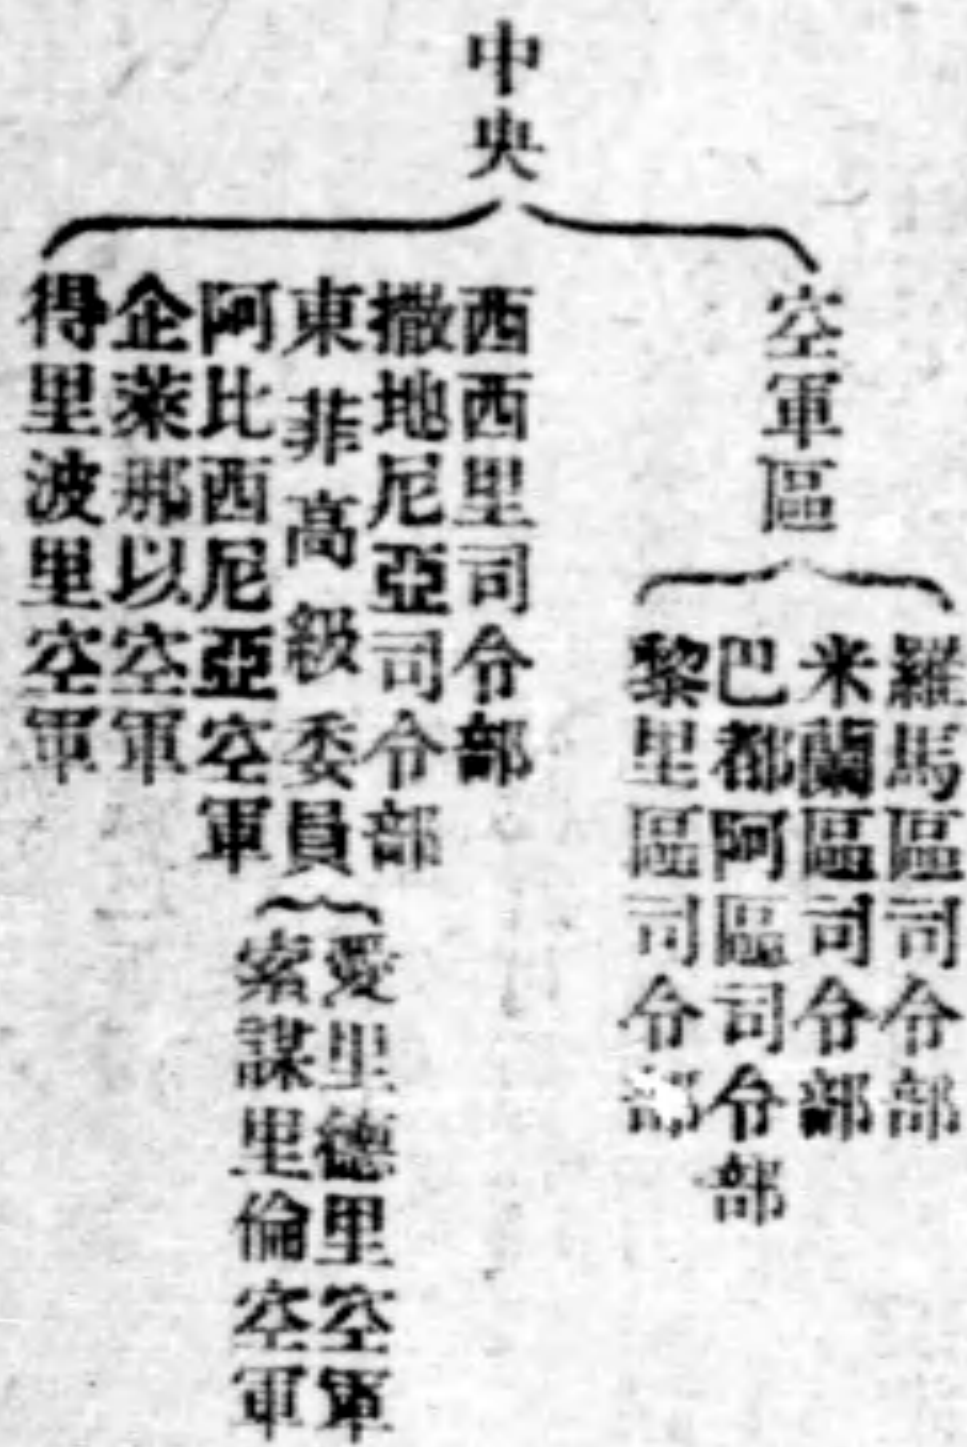 中央
空軍區
羅馬區司令部
米蘭區司令部
巴都阿區司令部
黎里區司令部
西西里司令部
撒地尼亞司令部
東菲高級委員
愛里德里空軍
索謀里倫空軍
阿比西尼亞空軍
企萊那以空軍
得里波里空軍